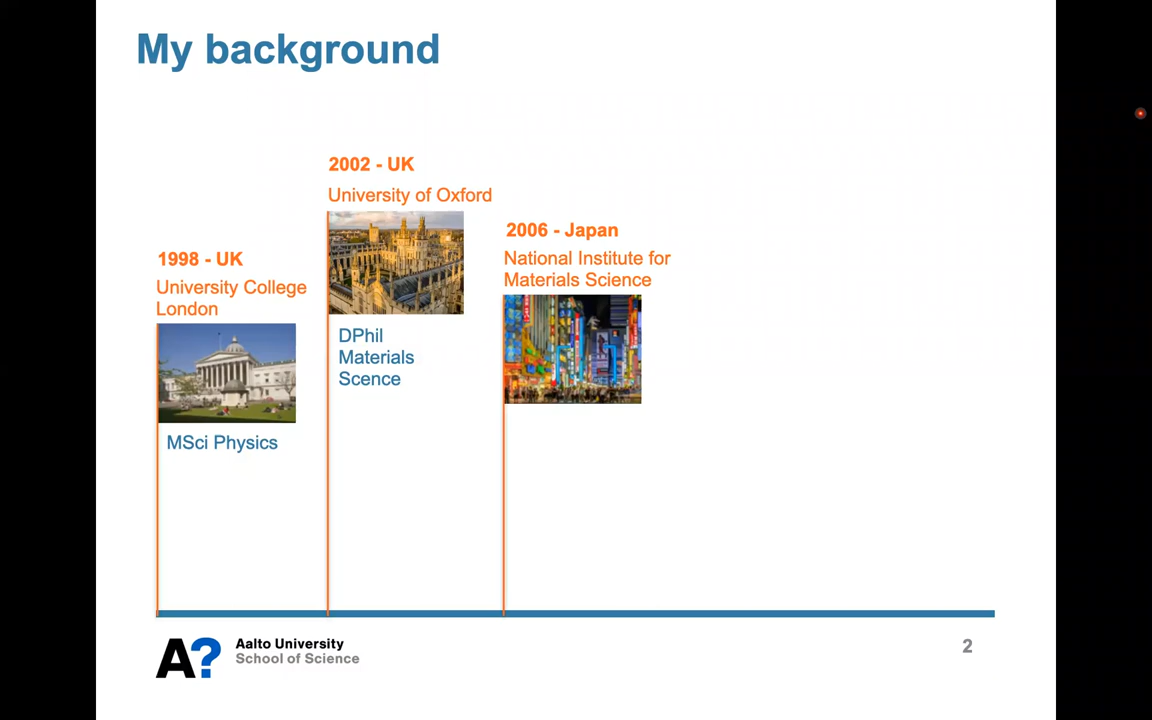 My background
1998 - UK
University College
London
MSci Physics
2002 - UK
University of Oxford
DPhil
Materials
Scence
2006 - Japan
National Institute for
Materials Science
A?
Aalto University
School of Science
2